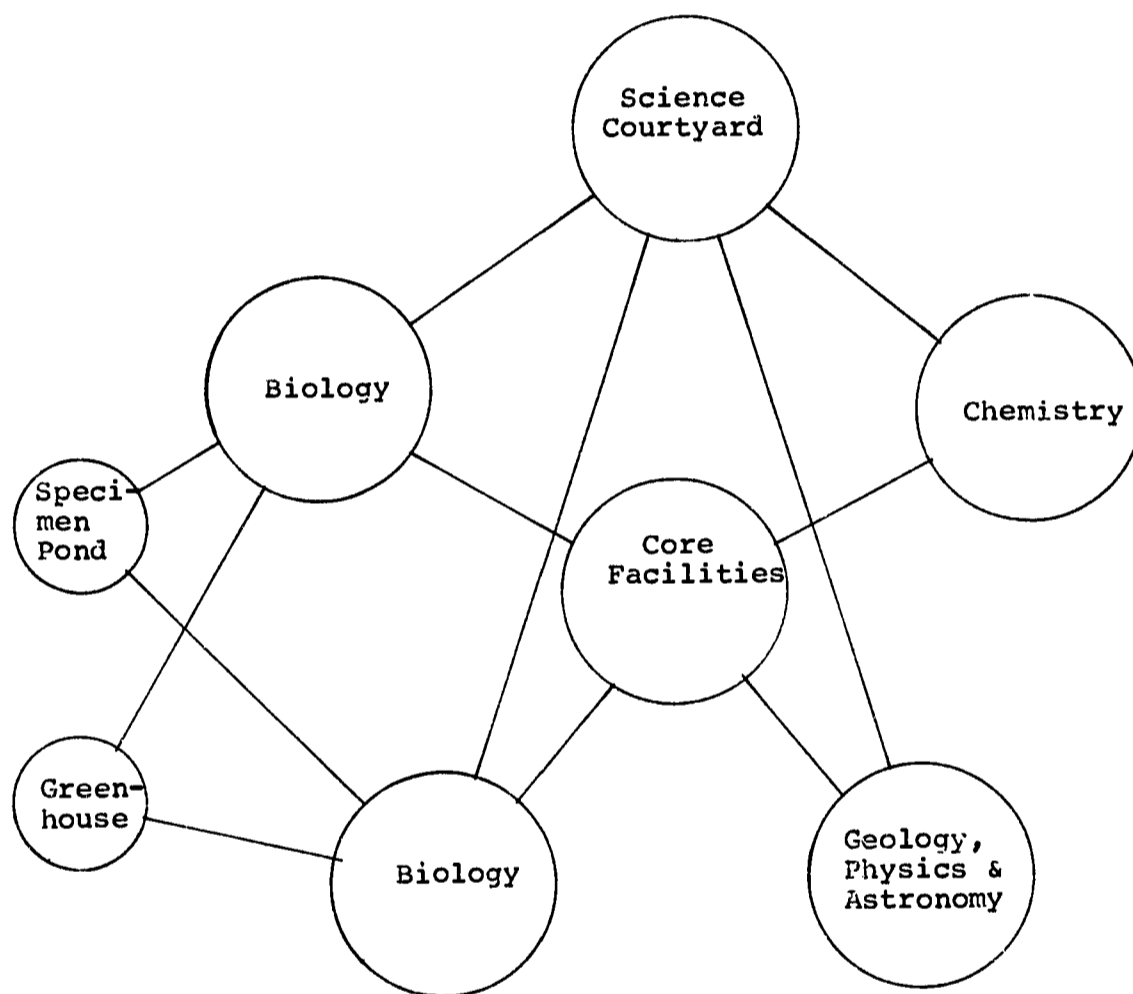 Science
Courtyard
Biology
Chemistry
Speci-
men
Pond
Core
Facilities
Green-
house
Biology
Geology,
Physics &
Astronomy